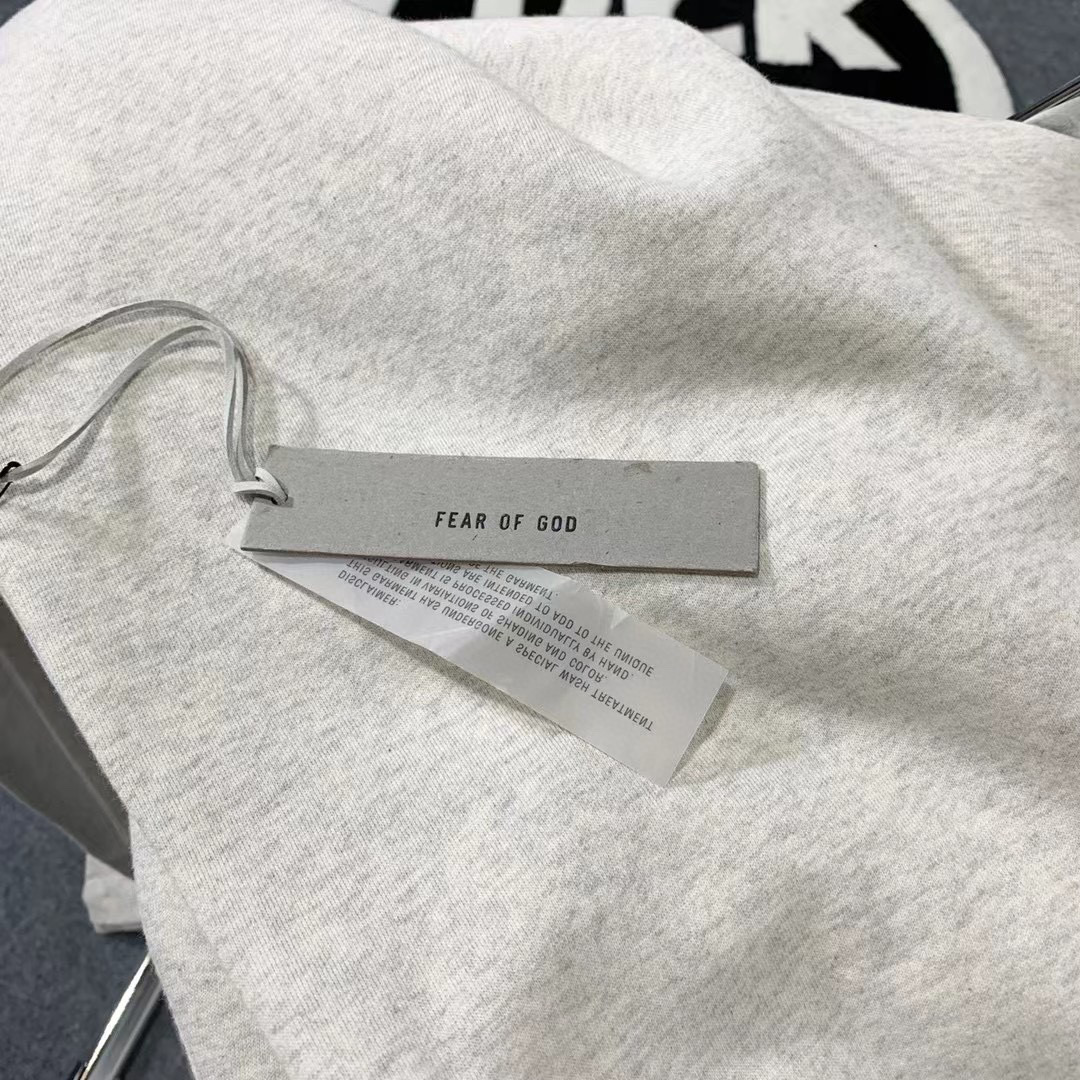 FEAR OF GOD
DISCLAIMER:
THIS GARMENT HAS UNDERGONE A SPECIAL WASH TREATMENT
IN VARIATIONS OF SHADING AND COLOR.
IS PROCESSED INDIVIDUALLY BY HAND.
ARE INTENDED TO ADD TO THE UNIQUE
OF THE GARMENT.